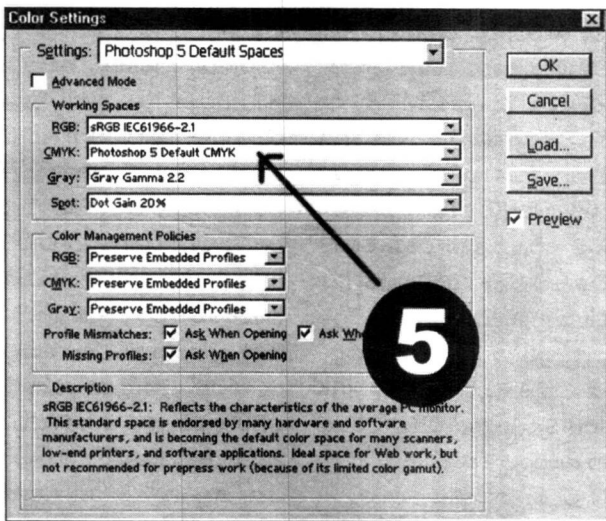 Color Settings
Settings: Photoshop 5 Default Spaces
OK
Advanced Mode
Cancel
Working Spaces
RGB: sRGB IEC61966-2.1
CMYK: Photoshop 5 Default CMYK
Load...
Gray: Gray Gamma 2.2
Save...
Spot: Dot Gain 20%
Preview
Color Management Policies
RGB: Preserve Embedded Profiles
CMYK: Preserve Embedded Profiles
Gray: Preserve Embedded Profiles
5
Profile Mismatches: Ask When Opening Ask
Missing Profiles: Ask When Opening
Description
sRGB IEC61966-2.1: Reflects the characteristics of the average PC monitor.
This standard space is endorsed by many hardware and software
manufacturers, and is becoming the default color space for many scanners,
low-end printers, and software applications. Ideal space for Web work, but
not recommended for prepress work (because of its limited color gamut).